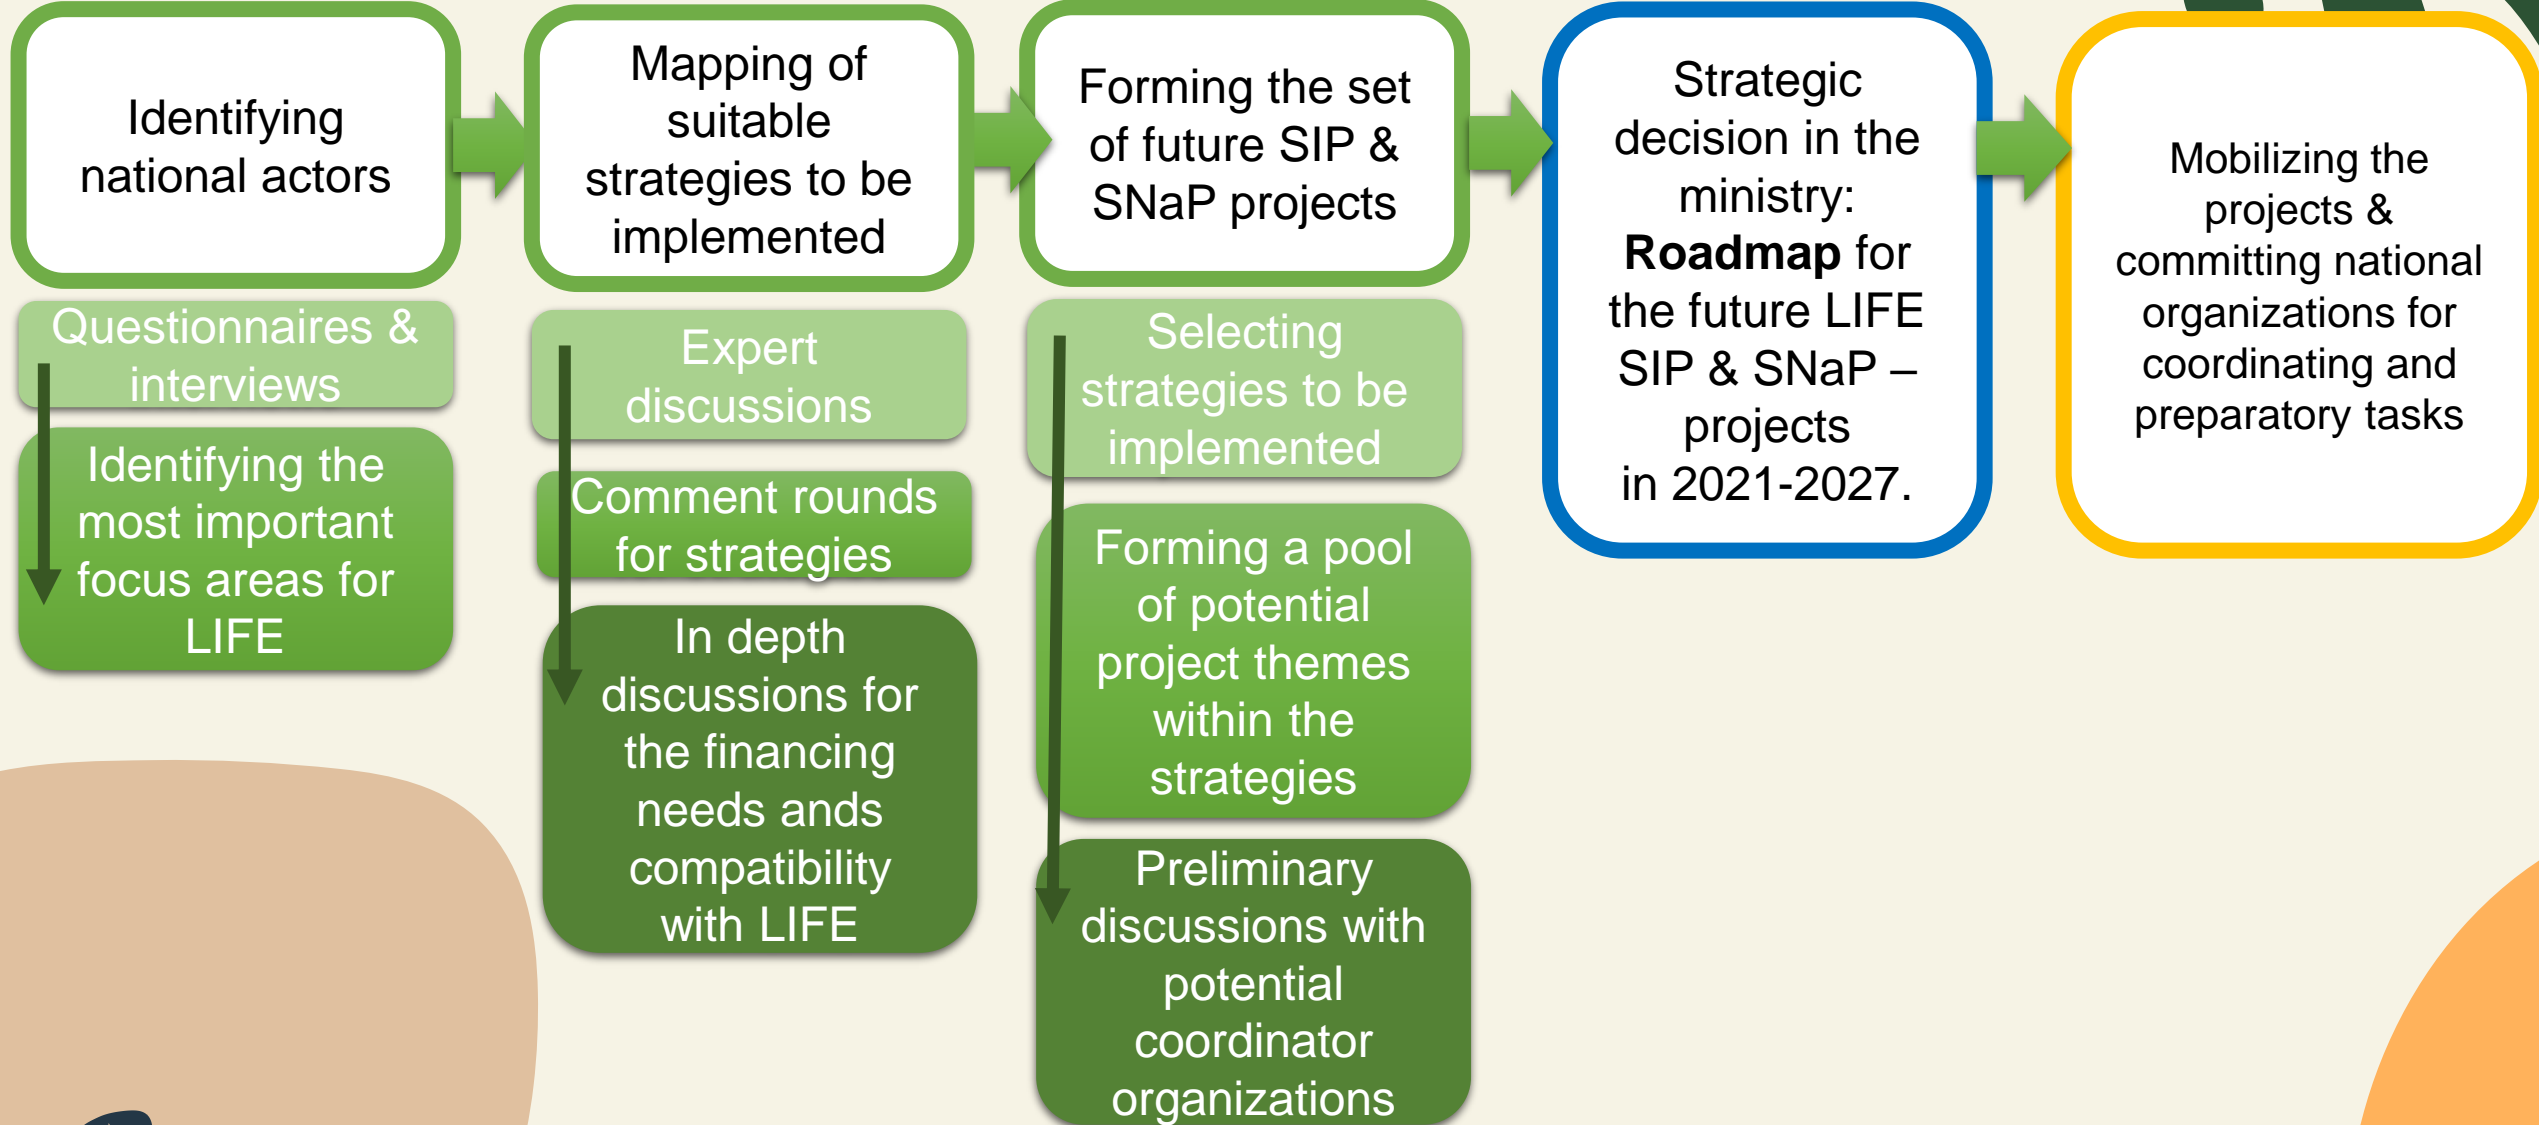 Identifying
national actors
Questionnaires &
interviews
Identifying the
most important
focus areas for
LIFE
Mapping of
suitable
strategies to be
implemented
Expert
discussions
Comment rounds
for strategies
In depth
discussions for
the financing
needs ands
compatibility
with LIFE
Forming the set
of future SIP &
SNaP projects
Selecting
strategies to be
implemented
Forming a pool
of potential
project themes
within the
strategies
Preliminary
discussions with
potential
coordinator
organizations
Strategic
decision in the
ministry:
Roadmap for
the future LIFE
SIP & SNaP –
projects
in 2021-2027.
Mobilizing the
projects &
committing national
organizations for
coordinating and
preparatory tasks